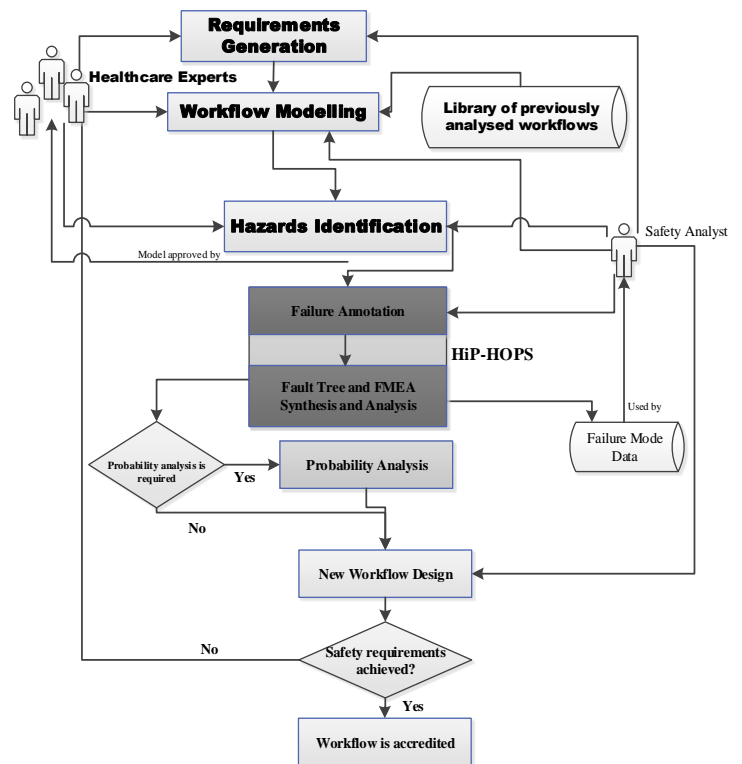 Requirements
Generation
Healthcare Experts
Workflow Modelling
Library of previously
analysed workflows
Hazards Identification
Safety Analyst
Model approved by
Failure Annotation
HiP-HOPS
Fault Tree and FMEA
Synthesis and Analysis
Used by
Failure Mode
Data
Probability analysis is
required
Yes
Probability Analysis
No
New Workflow Design
Safety requirements
achieved?
No
Yes
Workflow is accredited